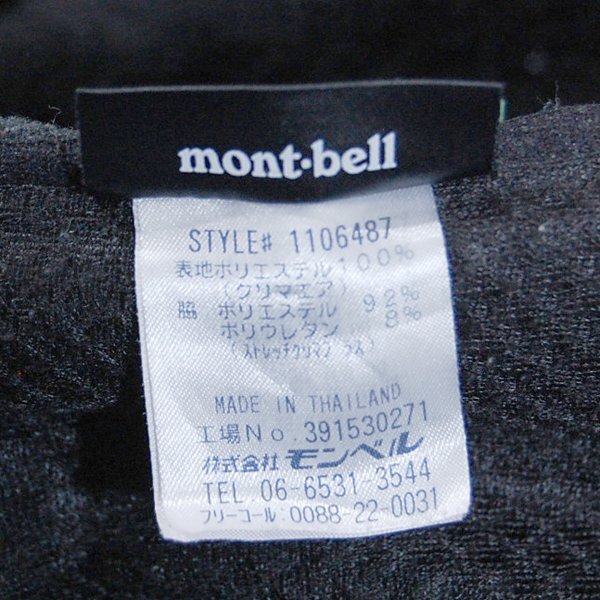 mont·bell
STYLE# 1106487
表地ポリエステル100%
(クリマエア)
脇 ポリエステル 92%
ポリウレタン 8%
MADE IN THAILAND
工場No.391530271
株式会社モンベル
TEL 06-6531-3544
フリーコール:0088-22-0031